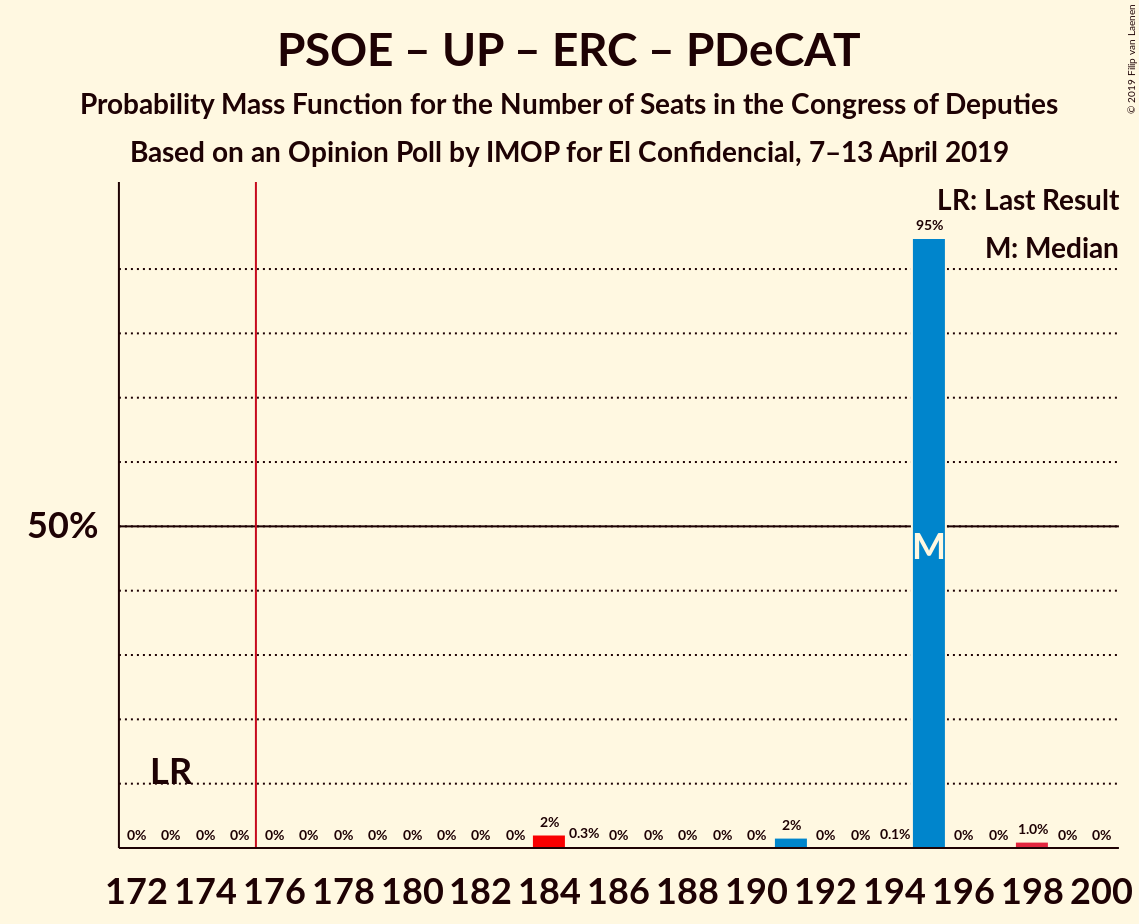 PSOE – UP – ERC – PDeCAT
Probability Mass Function for the Number of Seats in the Congress of Deputies
Based on an Opinion Poll by IMOP for El Confidencial, 7–13 April 2019
© 2019 Filip van Laenen
LR: Last Result
95%
M: Median
50%
M
LR
0% 0% 0% 0% 0% 0% 0% 0% 0% 0% 0% 0% 2% 0.3% 0% 0% 0% 0% 0% 2% 0% 0% 0.1% 0% 0% 1.0% 0% 0%
172 174 176 178 180 182 184 186 188 190 192 194 196 198 200